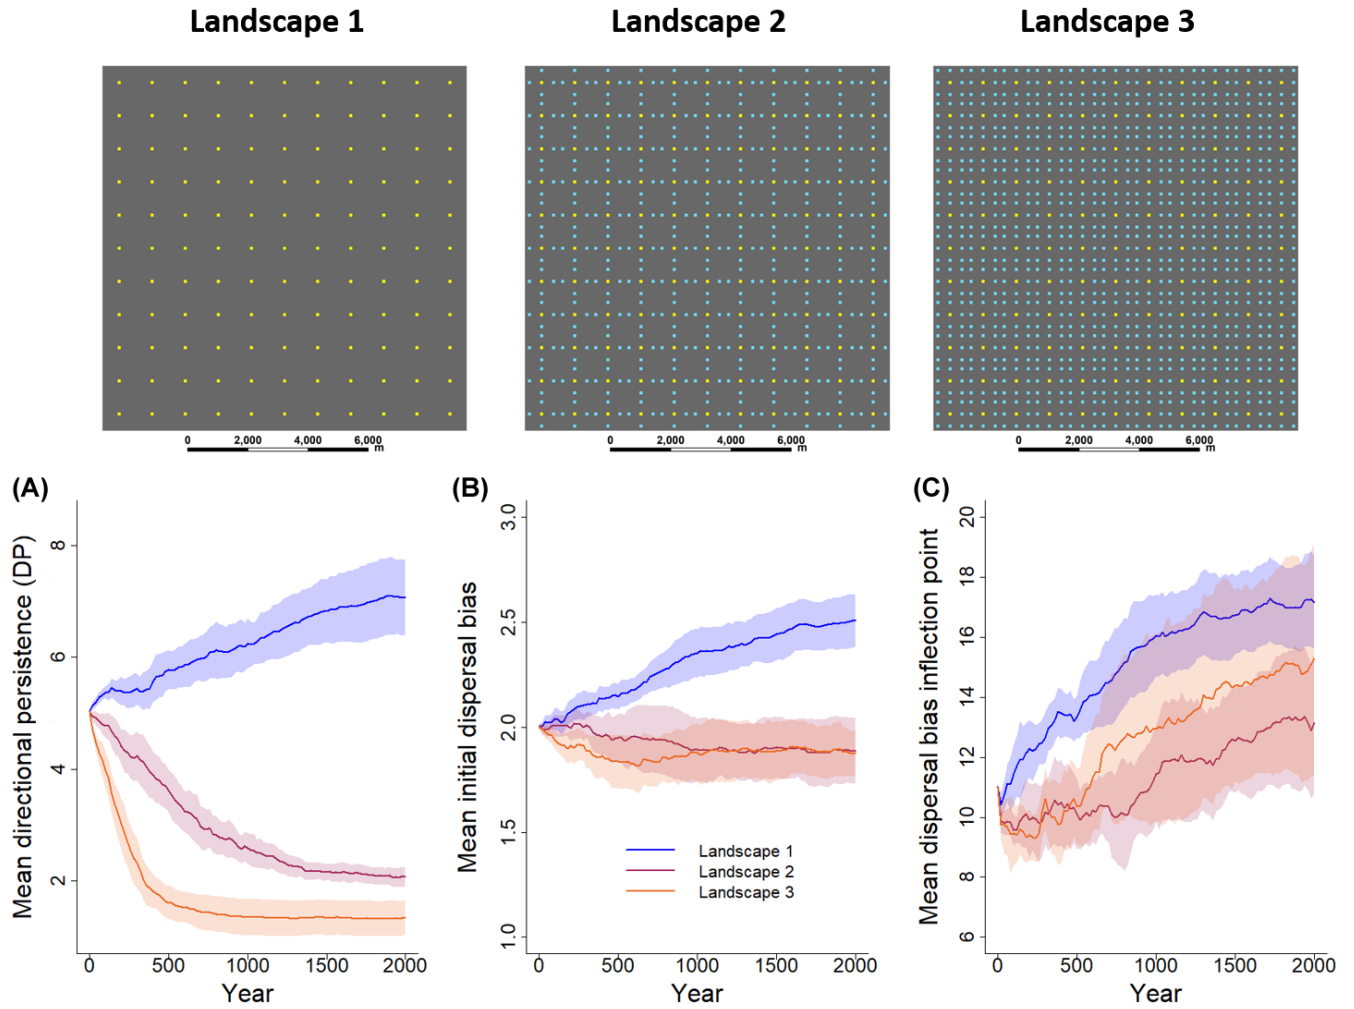 Landscape 1 Landscape 2 Landscape 3
0 2,000 4,000 6,000 m
0 2,000 4,000 6,000 m
0 2,000 4,000 6,000 m
(A)
Mean directional persistence (DP)
8
6
4
2
0 500 1000 1500 2000
Year
(B)
Mean initial dispersal bias
3.0
2.5
2.0
1.5
1.0
Landscape 1
Landscape 2
Landscape 3
0 500 1000 1500 2000
Year
(C)
Mean dispersal bias inflection point
20
18
16
14
12
10
8
6
0 500 1000 1500 2000
Year